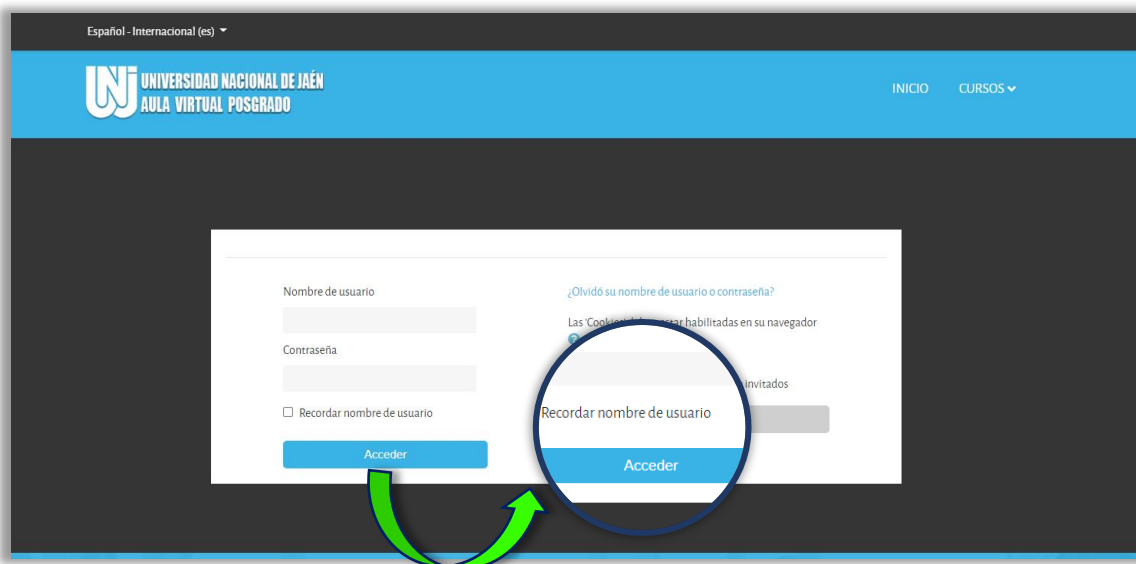 Español - Internacional (es)
UNIVERSIDAD NACIONAL DE JAÉN
AULA VIRTUAL POSGRADO
INICIO CURSOS
Nombre de usuario
Contraseña
Recordar nombre de usuario
Acceder
¿Olvidó su nombre de usuario o contraseña?
Las 'Cookies' habilitadas en su navegador
invitados
Recordar nombre de usuario
Acceder